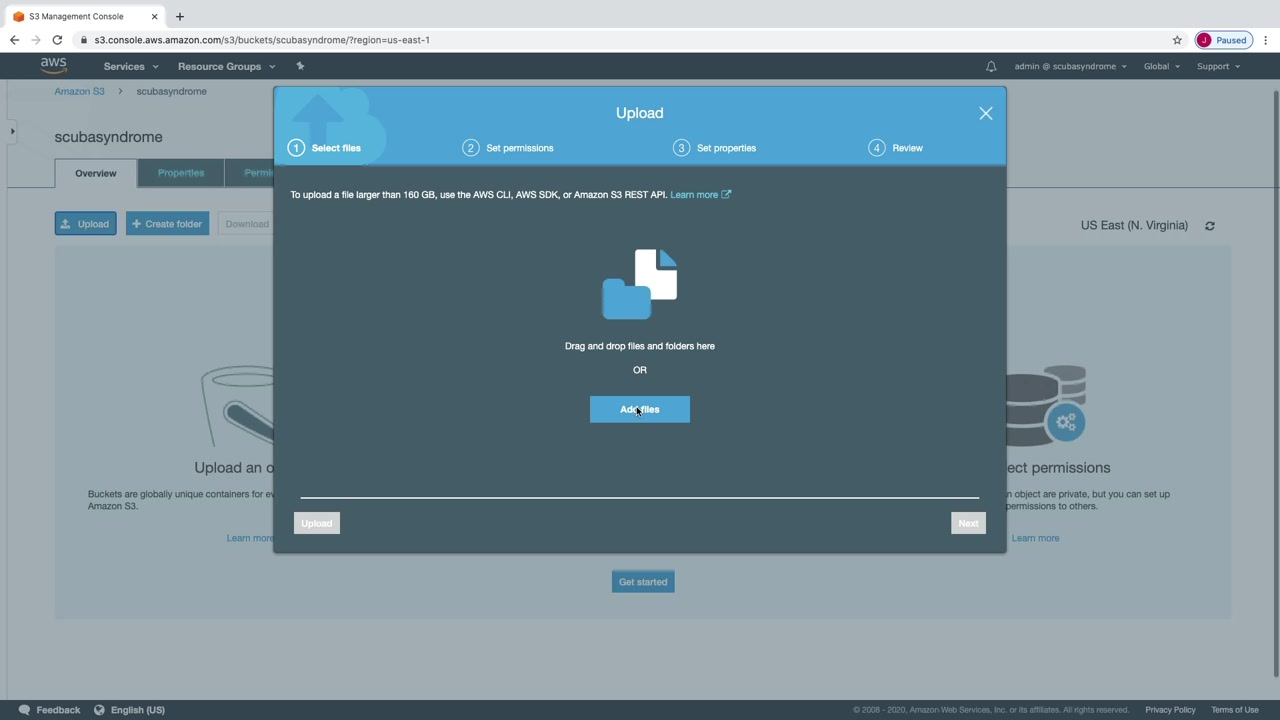 S3 Management Console
s3.console.aws.amazon.com/s3/buckets/scubasyndrome/?region=us-east-1
Paused
aws
Services
Resource Groups
admin @ scubasyndrome
Global
Support
Amazon S3
scubasyndrome
scubasyndrome
Overview
Properties
Permi
Upload
Create folder
Download
US East (N. Virginia)
Upload
1 Select files
2 Set permissions
3 Set properties
4 Review
To upload a file larger than 160 GB, use the AWS CLI, AWS SDK, or Amazon S3 REST API. Learn more
Drag and drop files and folders here
OR
Add files
Upload
Next
Upload an o
Buckets are globally unique containers for ev
Amazon S3.
Learn more
ect permissions
n object are private, but you can set up
permissions to others.
Learn more
Get started
Feedback
English (US)
© 2008 - 2020, Amazon Web Services, Inc. or its affiliates. All rights reserved.
Privacy Policy
Terms of Use